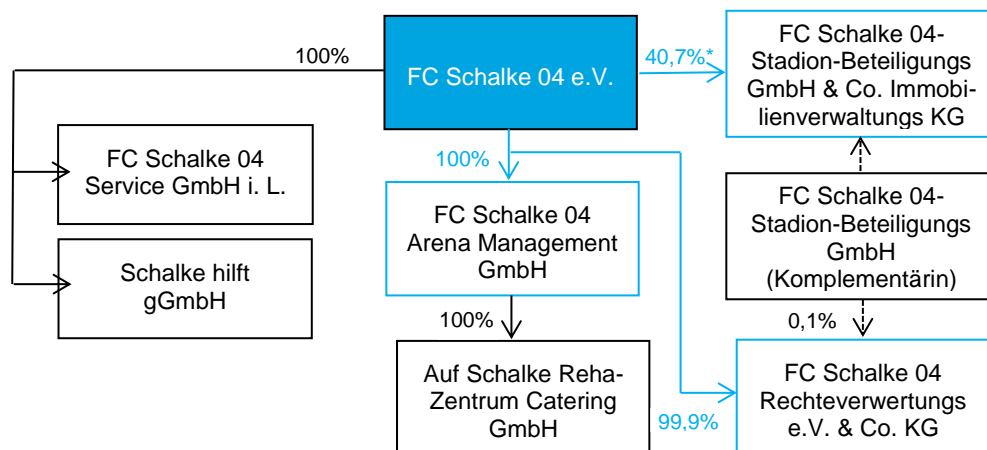 100%
FC Schalke 04 e.V.
40,7%*
FC Schalke 04-
Stadion-Beteiligungs
GmbH & Co. Immobi-
lienverwaltungs KG
FC Schalke 04
Service GmbH i. L.
100%
FC Schalke 04
Arena Management
GmbH
FC Schalke 04-
Stadion-Beteiligungs
GmbH
(Komplementärin)
Schalke hilft
gGmbH
100%
0,1%
Auf Schalke Reha-
Zentrum Catering
GmbH
99,9%
FC Schalke 04
Rechteverwertungs
e.V. & Co. KG